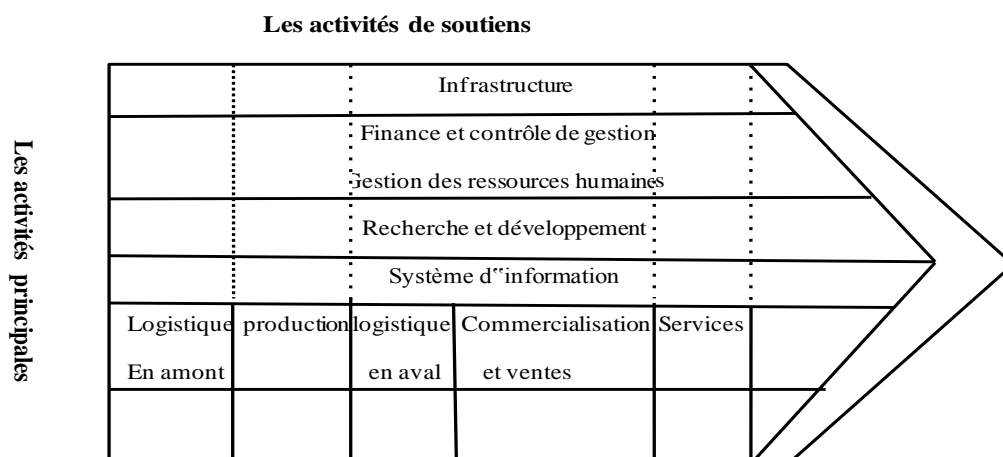 Les activités de soutiens
Infrastructure
Finance et contrôle de gestion
Gestion des ressources humaines
Recherche et développement
Système d‟information
Les activités principales
Logistique production logistique Commercialisation Services
En amont en aval et ventes